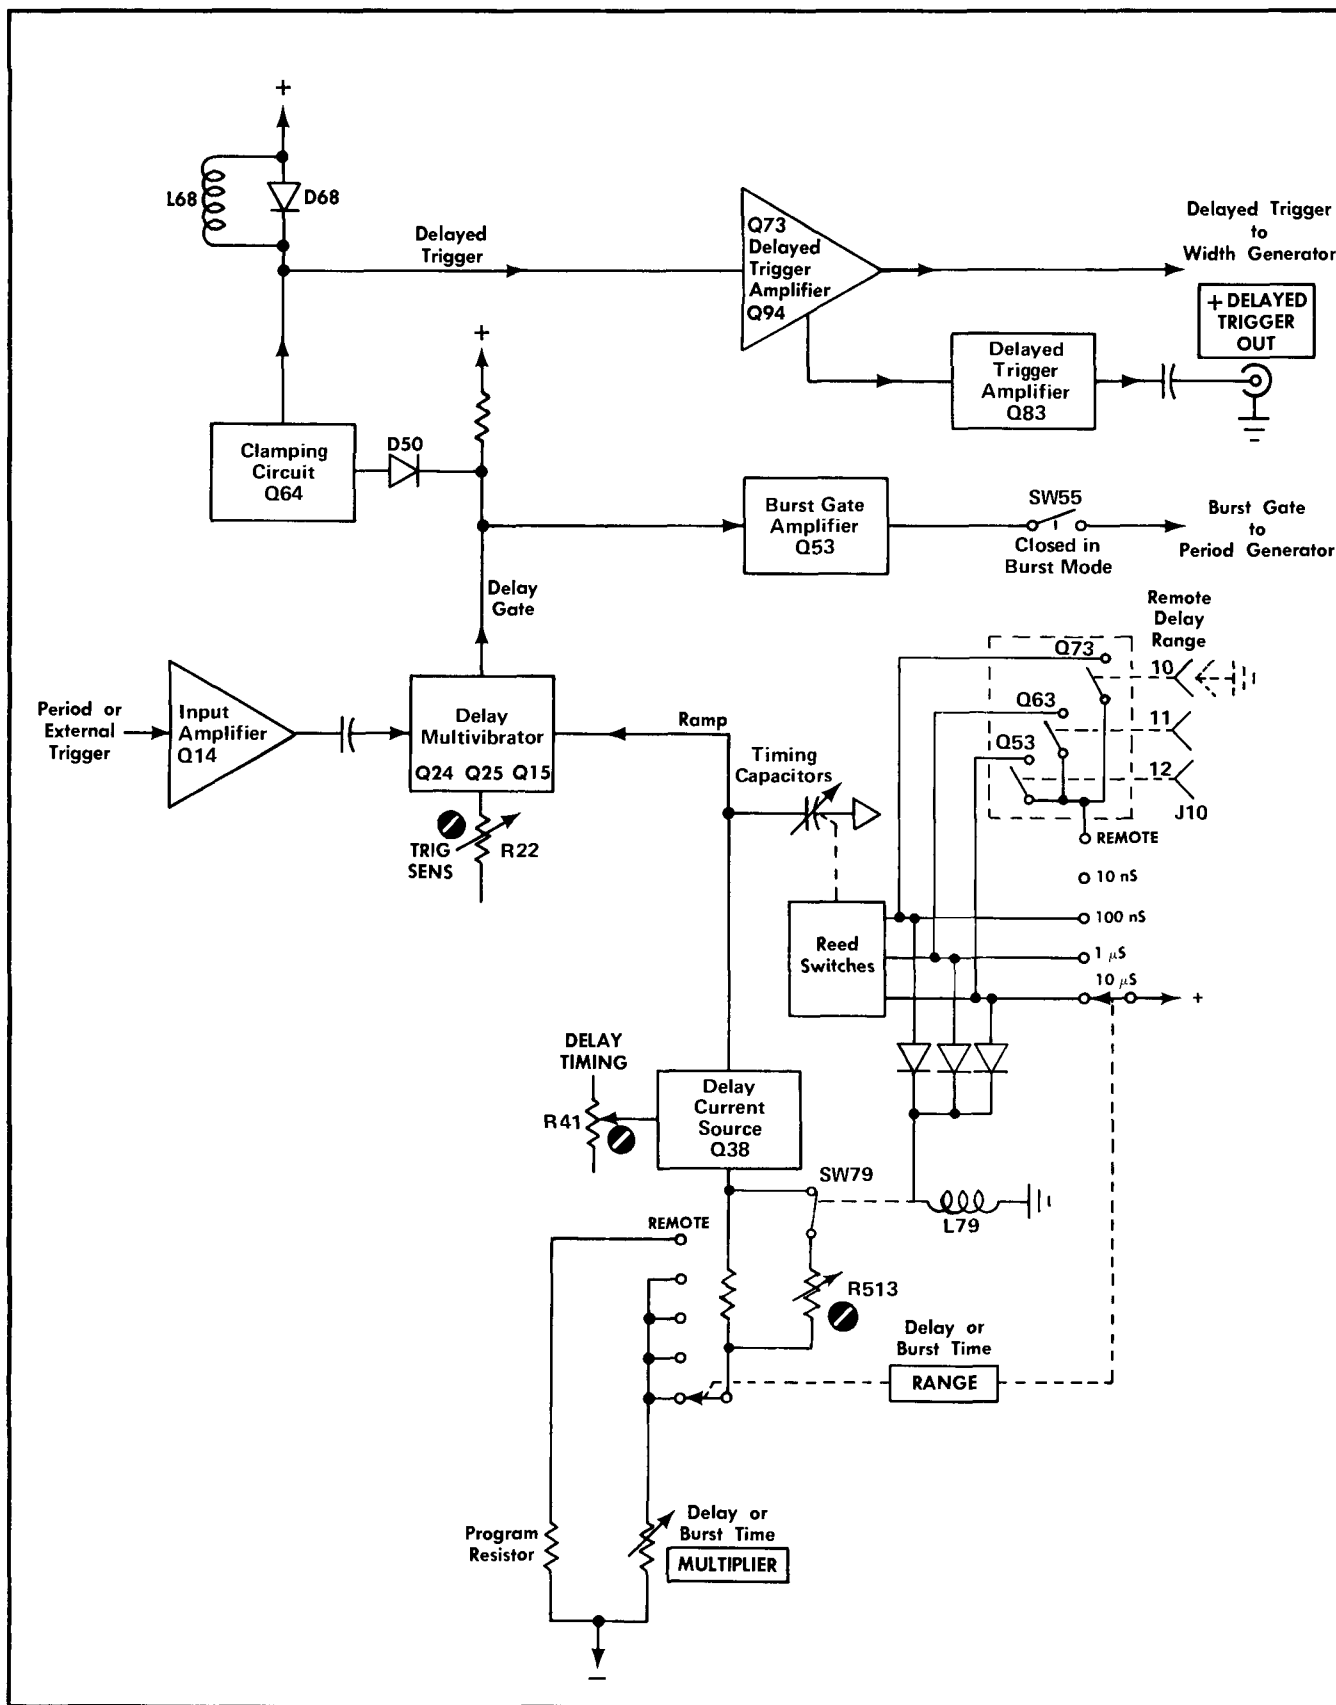 +
L68
D68
Delayed
Trigger
Q73
Delayed
Trigger
Amplifier
Q94
Delayed Trigger
to
Width Generator
+ DELAYED
TRIGGER
OUT
+
Delayed
Trigger
Amplifier
Q83
Clamping
Circuit
Q64
D50
Burst Gate
Amplifier
Q53
SW55
Closed in
Burst Mode
Burst Gate
to
Period Generator
Delay
Gate
Remote
Delay
Range
Q73
10
Q63
11
Q53
12
J10
Period or
External
Trigger
Input
Amplifier
Q14
Delay
Multivibrator
Q24 Q25 Q15
Ramp
Timing
Capacitors
TRIG
SENS
R22
REMOTE
10 nS
100 nS
1 μS
10 μS
+
Reed
Switches
DELAY
TIMING
R41
Delay
Current
Source
Q38
SW79
L79
REMOTE
R513
Delay or
Burst Time
RANGE
Program
Resistor
Delay or
Burst Time
MULTIPLIER
−